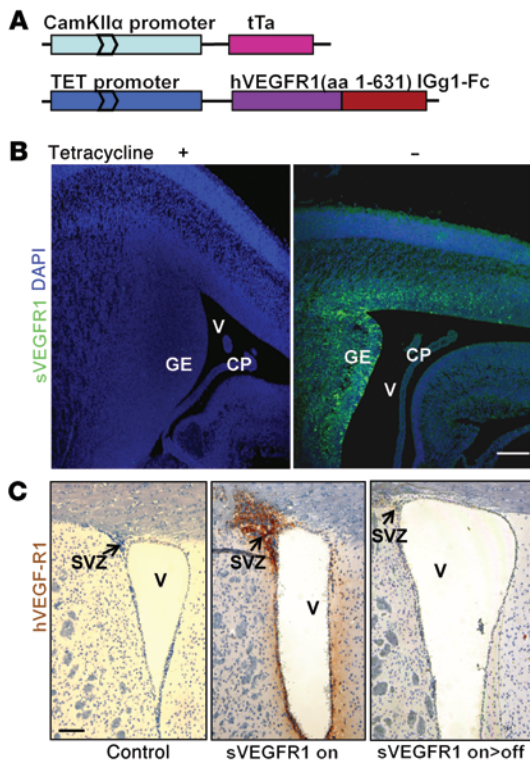 A
CamKIIα promoter tTa
TET promoter hVEGFR1(aa 1-631) IGg1-Fc
B
Tetracycline + –
sVEGFR1 DAPI
V
GE CP
GE CP
V
C
hVEGF-R1
SVZ V
SVZ V
SVZ V
Control sVEGFR1 on sVEGFR1 on>off